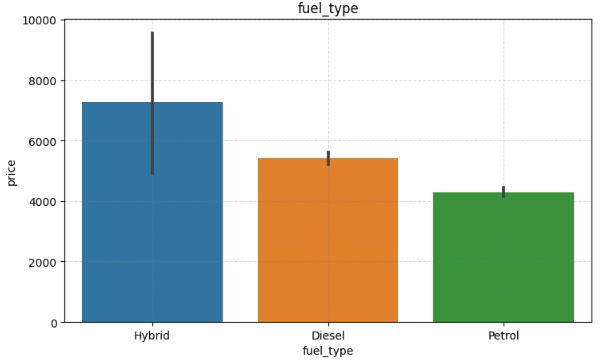 fuel_type
10000
8000
6000
4000
2000
0
price
Hybrid Diesel Petrol
fuel_type